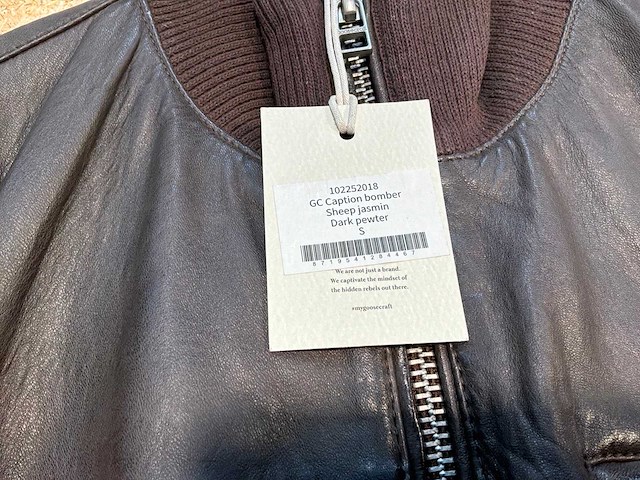 102252018
GC Caption bomber
Sheep jasmin
Dark pewter
S
8719541284467
We are not just a brand.
We captivate the mindset of
the hidden rebels out there.
#mygoosecraft